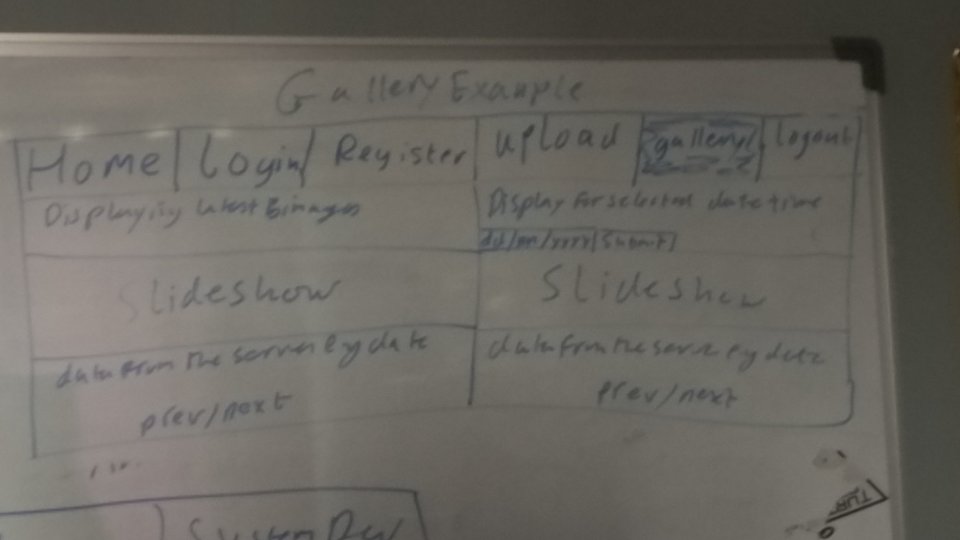 Gallery Example
Home Login Register upload gallery logout
Displaying latest images
Display for selected date time
dd/mm/yyyy Submit
Slideshow
Slideshow
data from the server by date
data from the server by date
prev/next
prev/next
System
TUR